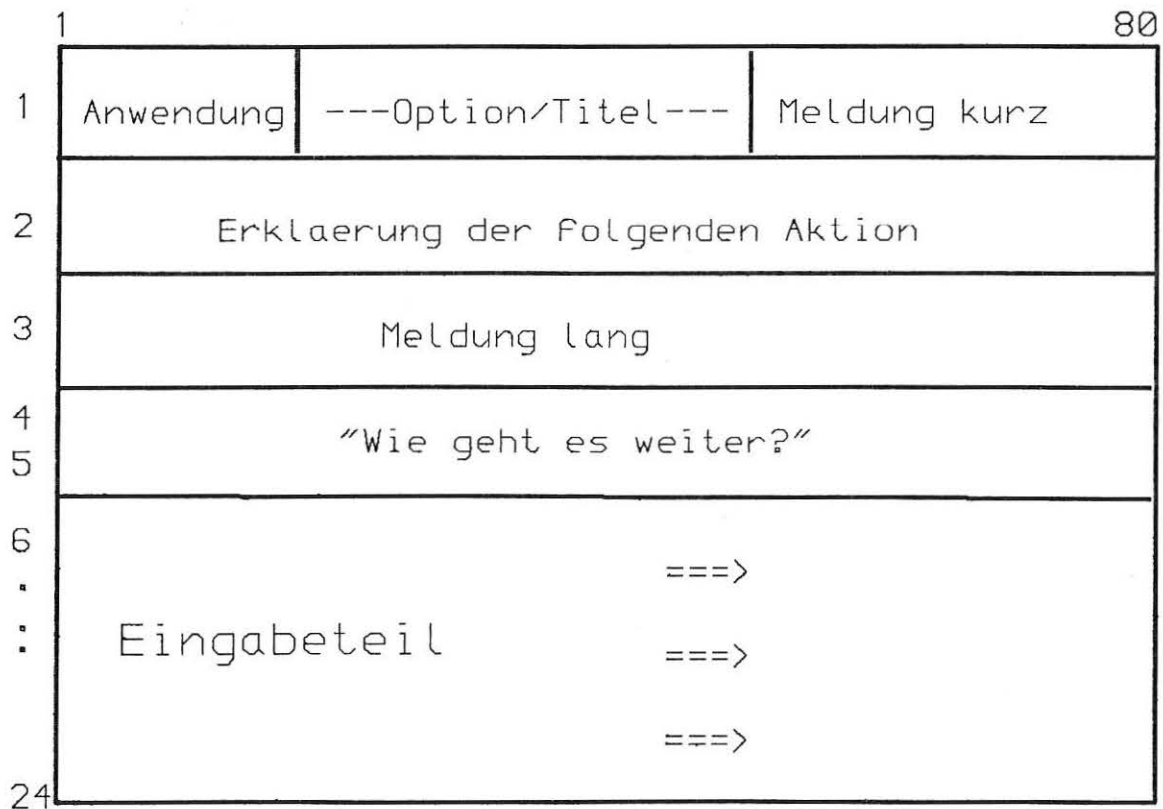 1 80
1 Anwendung ---Option/Titel--- Meldung kurz
2 Erklaerung der folgenden Aktion
3 Meldung lang
4
"Wie geht es weiter?"
5
6
===>
.
: Eingabeteil ===>
===>
24